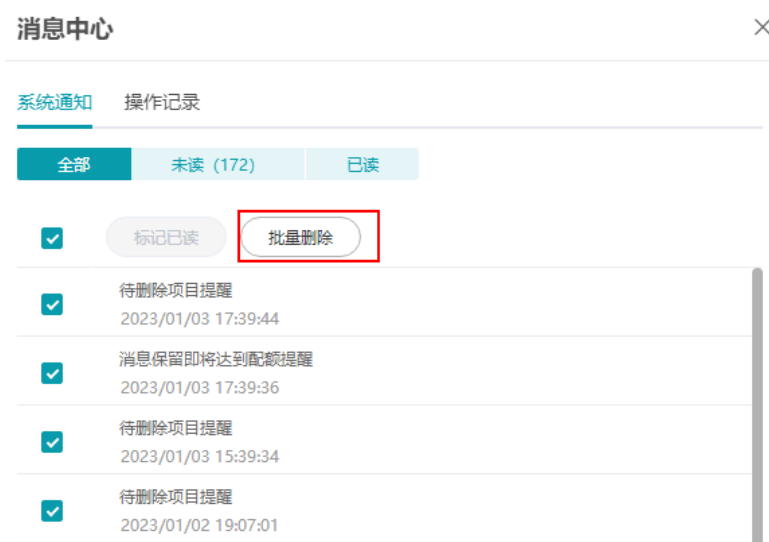 消息中心
系统通知 操作记录
全部 未读（172） 已读
标记已读 批量删除
待删除项目提醒
2023/01/03 17:39:44
消息保留即将达到配额提醒
2023/01/03 17:39:36
待删除项目提醒
2023/01/03 15:39:34
待删除项目提醒
2023/01/02 19:07:01